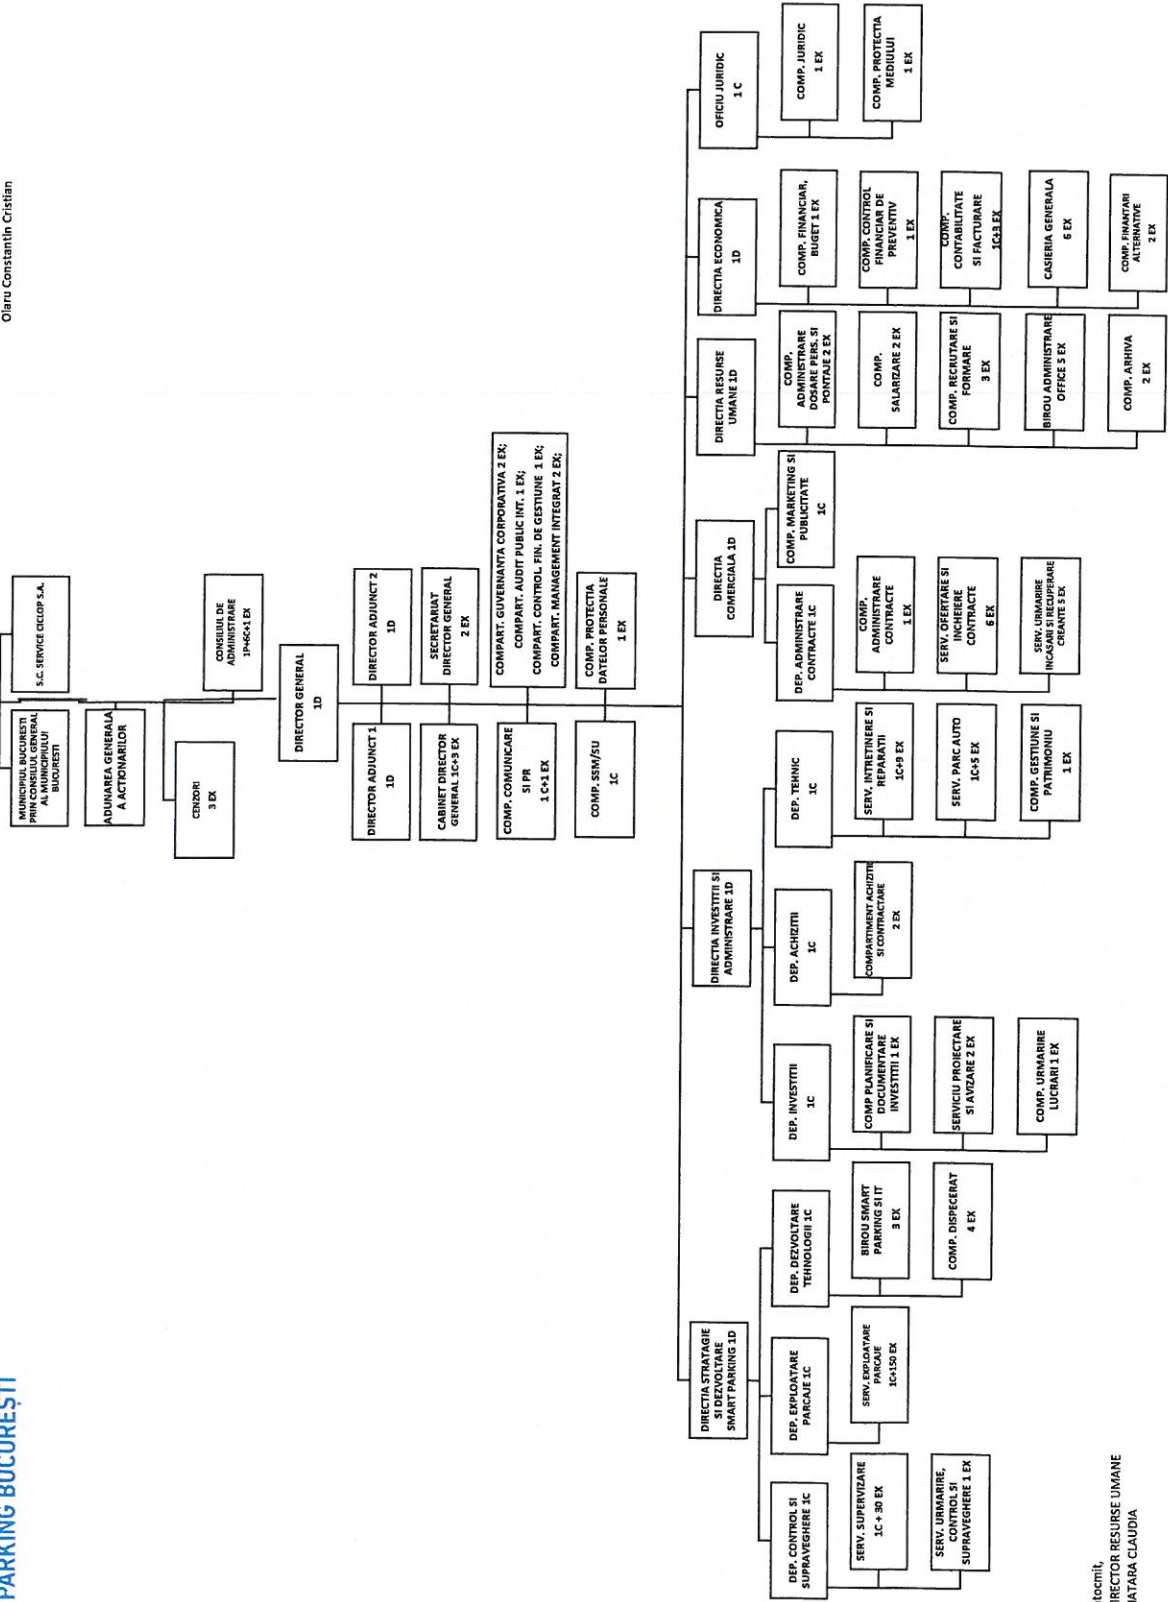 PARKING BUCUREȘTI
Olaru Constantin Cristian
MUNICIPIUL BUCURESTI
PRIN CONSILIUL GENERAL
AL MUNICIPIULUI
BUCURESTI
S.C. SERVICE CICLOP S.A.
ADUNAREA GENERALA
A ACTIONARILOR
CENZORI
3 EX
CONSILIUL DE
ADMINISTRARE
1P+6C+1 EX
DIRECTOR GENERAL
1D
DIRECTOR ADJUNCT 1
1D
DIRECTOR ADJUNCT 2
1D
CABINET DIRECTOR
GENERAL 1C+3 EX
SECRETARIAT
DIRECTOR GENERAL
2 EX
COMP. COMUNICARE
SI PR
1 C+1 EX
COMPART. GUVERNANTA CORPORATIVA 2 EX;
COMPART. AUDIT PUBLIC INT. 1 EX;
COMPART. CONTROL. FIN. DE GESTIUNE 1 EX;
COMPART. MANAGEMENT INTEGRAT 2 EX;
COMP. SSM/SU
1C
COMP. PROTECTIA
DATELOR PERSONALE
1 EX
DIRECTIA STRATAGIE
SI DEZVOLTARE
SMART PARKING 1D
DEP. CONTROL SI
SUPRAVEGHERE 1C
SERV. SUPERVIZARE
1C + 30 EX
SERV. URMARIRE,
CONTROL SI
SUPRAVEGHERE 1 EX
DEP. EXPLOATARE
PARCAJE 1C
SERV. EXPLOATARE
PARCAJE
1C+150 EX
DEP. DEZVOLTARE
TEHNOLOGII 1C
BIROU SMART
PARKING SI IT
3 EX
COMP. DISPECERAT
4 EX
DIRECTIA INVESTITII SI
ADMINISTRARE 1D
DEP. INVESTITII
1C
COMP PLANIFICARE SI
DOCUMENTARE
INVESTITII 1 EX
SERVICIU PROIECTARE
SI AVIZARE 2 EX
COMP. URMARIRE
LUCRARI 1 EX
DEP. ACHIZITII
1C
COMPARTIMENT ACHIZITII
SI CONTRACTARE
2 EX
DEP. TEHNIC
1C
SERV. INTRETINERE SI
REPARATII
1C+9 EX
SERV. PARC AUTO
1C+5 EX
COMP. GESTIUNE SI
PATRIMONIU
1 EX
DIRECTIA
COMERCIALA 1D
DEP. ADMINISTRARE
CONTRACTE 1C
COMP.
ADMINISTRARE
CONTRACTE
1 EX
SERV. OFERTARE SI
INCHEIERE
CONTRACTE
6 EX
SERV. URMARIRE
INCASARI SI RECUPERARE
CREANTE 5 EX
COMP. MARKETING SI
PUBLICITATE
1C
DIRECTIA RESURSE
UMANE 1D
COMP.
ADMINISTRARE
DOSARE PERS. SI
PONTAJE 2 EX
COMP.
SALARIZARE 2 EX
COMP. RECRUTARE SI
FORMARE
3 EX
BIROU ADMINISTRARE
OFFICE 5 EX
COMP. ARHIVA
2 EX
DIRECTIA ECONOMICA
1D
COMP. FINANCIAR,
BUGET 1 EX
COMP. CONTROL
FINANCIAR DE
PREVENTIV
1 EX
COMP.
CONTABILITATE
SI FACTURARE
1C+3 EX
CASIERIA GENERALA
6 EX
COMP. FINANTARI
ALTERNATIVE
2 EX
OFICIU JURIDIC
1 C
COMP. JURIDIC
1 EX
COMP. PROTECTIA
MEDIULUI
1 EX
tocmit,
IRECTOR RESURSE UMANE
IATARA CLAUDIA